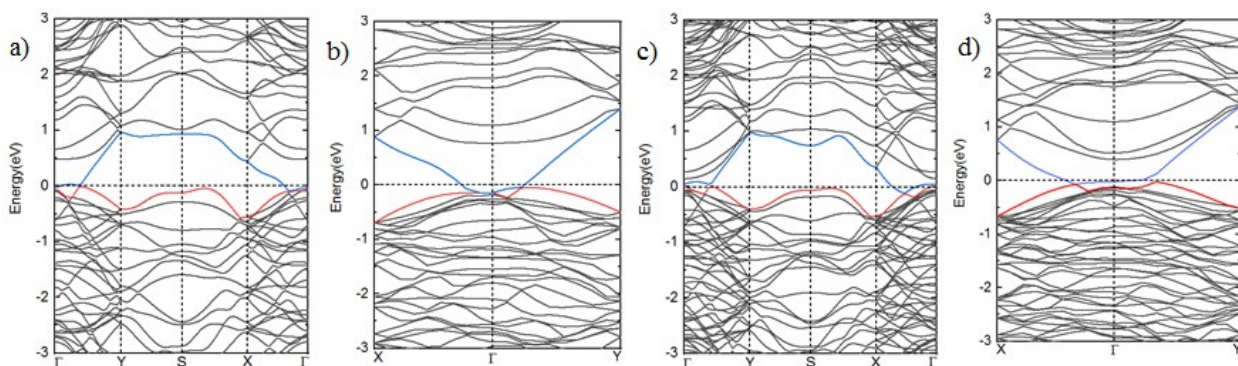 a)
Energy(eV)
3
2
1
0
-1
-2
-3
Γ Y S X Γ
b)
Energy(eV)
3
2
1
0
-1
-2
-3
X Γ Y
c)
Energy(eV)
3
2
1
0
-1
-2
-3
Γ Y S X Γ
d)
Energy(eV)
3
2
1
0
-1
-2
-3
X Γ Y